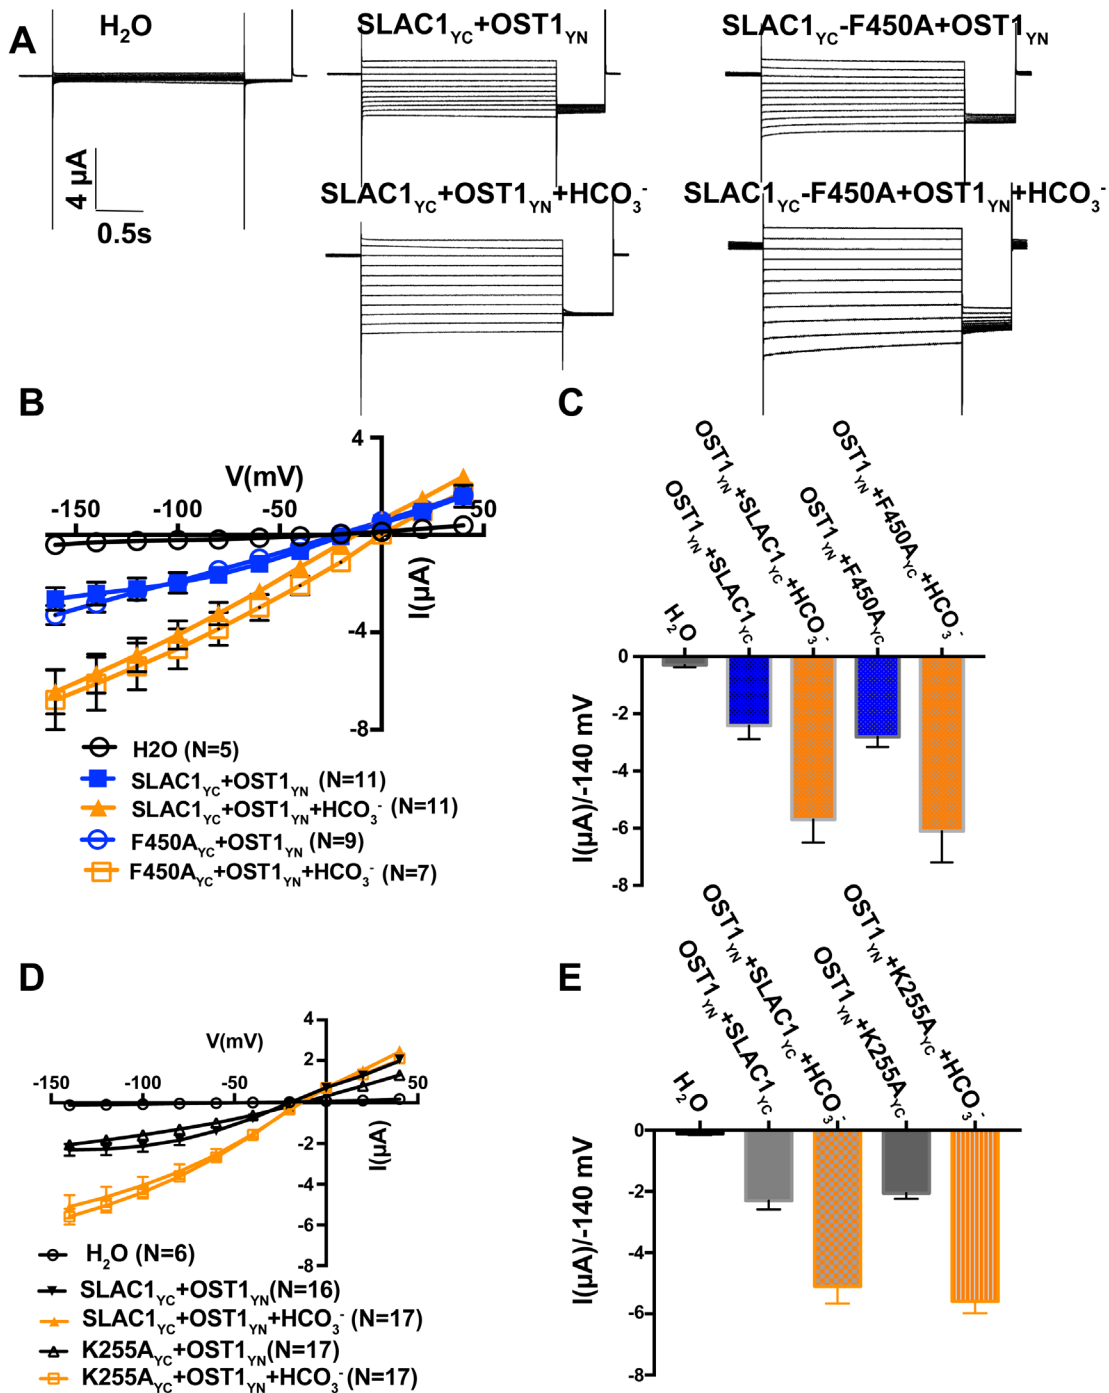 A
H₂O
SLAC1YC+OST1YN
SLAC1YC-F450A+OST1YN
4 µA
0.5s
SLAC1YC+OST1YN+HCO₃⁻
SLAC1YC-F450A+OST1YN+HCO₃⁻
B
V(mV)
4
-150
-100
-50
50
I(µA)
-4
-8
H2O (N=5)
SLAC1YC+OST1YN (N=11)
SLAC1YC+OST1YN+HCO₃⁻ (N=11)
F450AYC+OST1YN (N=9)
F450AYC+OST1YN+HCO₃⁻ (N=7)
C
H₂O
OST1YN+SLAC1YC
OST1YN+SLAC1YC+HCO₃⁻
OST1YN+F450AYC
OST1YN+F450AYC+HCO₃⁻
I(µA)/-140 mV
0
-2
-4
-6
-8
D
V(mV)
4
2
-150
-100
-50
50
I(µA)
-2
-4
-6
-8
H₂O (N=6)
SLAC1YC+OST1YN(N=16)
SLAC1YC+OST1YN+HCO₃⁻ (N=17)
K255AYC+OST1YN(N=17)
K255AYC+OST1YN+HCO₃⁻(N=17)
E
H₂O
OST1YN+SLAC1YC
OST1YN+SLAC1YC+HCO₃⁻
OST1YN+K255AYC
OST1YN+K255AYC+HCO₃⁻
I(µA)/-140 mV
0
-2
-4
-6
-8